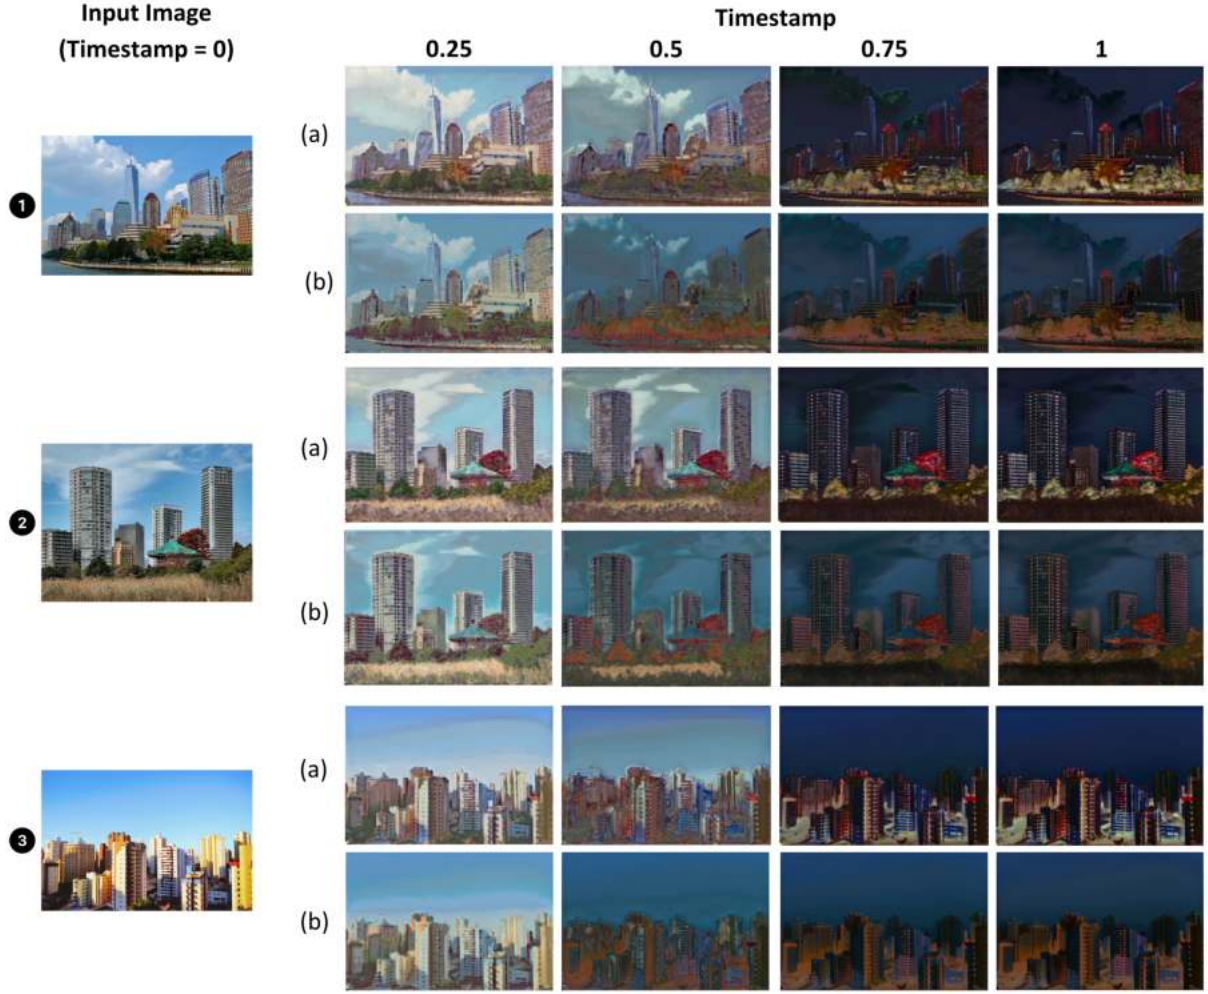 Input Image
(Timestamp = 0)
Timestamp
0.25 0.5 0.75 1
1
(a)
(b)
2
(a)
(b)
3
(a)
(b)